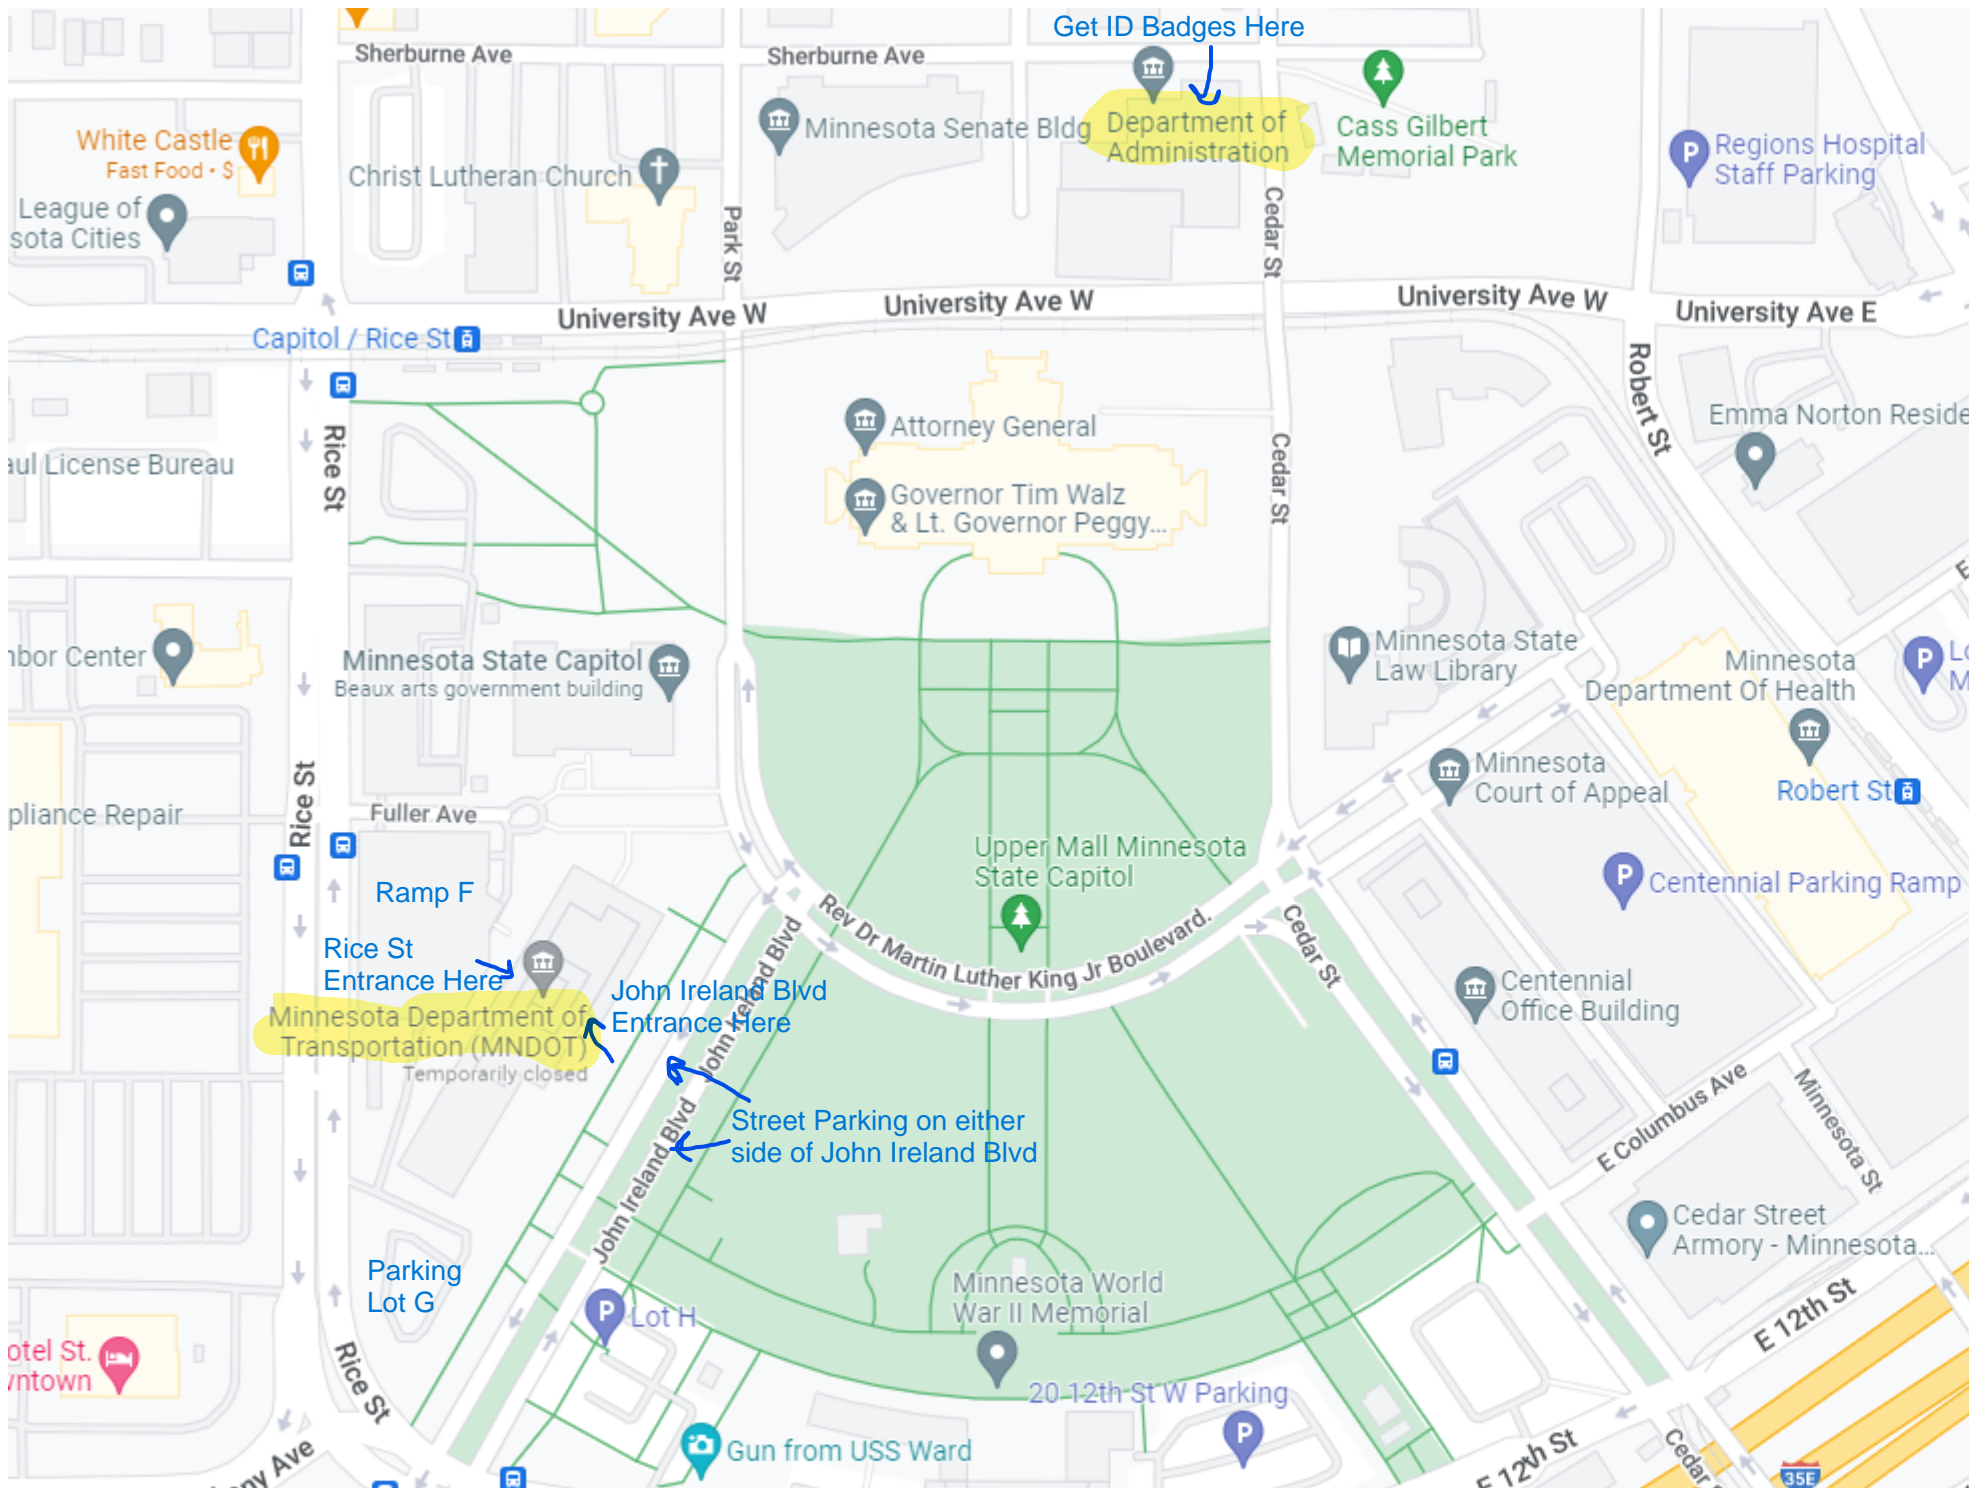 Get ID Badges Here
Sherburne Ave
Sherburne Ave
White Castle
Fast Food • $
Christ Lutheran Church
Minnesota Senate Bldg
Department of
Administration
Cass Gilbert
Memorial Park
Regions Hospital
Staff Parking
League of
sota Cities
Park St
Cedar St
University Ave W
University Ave W
University Ave W
University Ave E
Capitol / Rice St
Robert St
Attorney General
Emma Norton Reside
aul License Bureau
Rice St
Cedar St
Governor Tim Walz
& Lt. Governor Peggy...
Minnesota State Capitol
Beaux arts government building
Minnesota State
Law Library
Minnesota
Department Of Health
nbor Center
Lo
M
Minnesota
Court of Appeal
Robert St
Rice St
pliance Repair
Fuller Ave
Upper Mall Minnesota
State Capitol
Centennial Parking Ramp
Ramp F
Rev Dr Martin Luther King Jr Boulevard.
Cedar St
Rice St
Entrance Here
John Ireland Blvd
John Ireland Blvd
Entrance Here
Centennial
Office Building
Minnesota Department of
Transportation (MNDOT)
Temporarily closed
John Ireland Blvd
Street Parking on either
side of John Ireland Blvd
E Columbus Ave
Minnesota St
Cedar Street
Armory - Minnesota...
Parking
Lot G
Lot H
Minnesota World
War II Memorial
E 12th St
otel St.
wntown
Rice St
20 12th St W Parking
Gun from USS Ward
E 12th St
Cedar S
35E
ny Ave